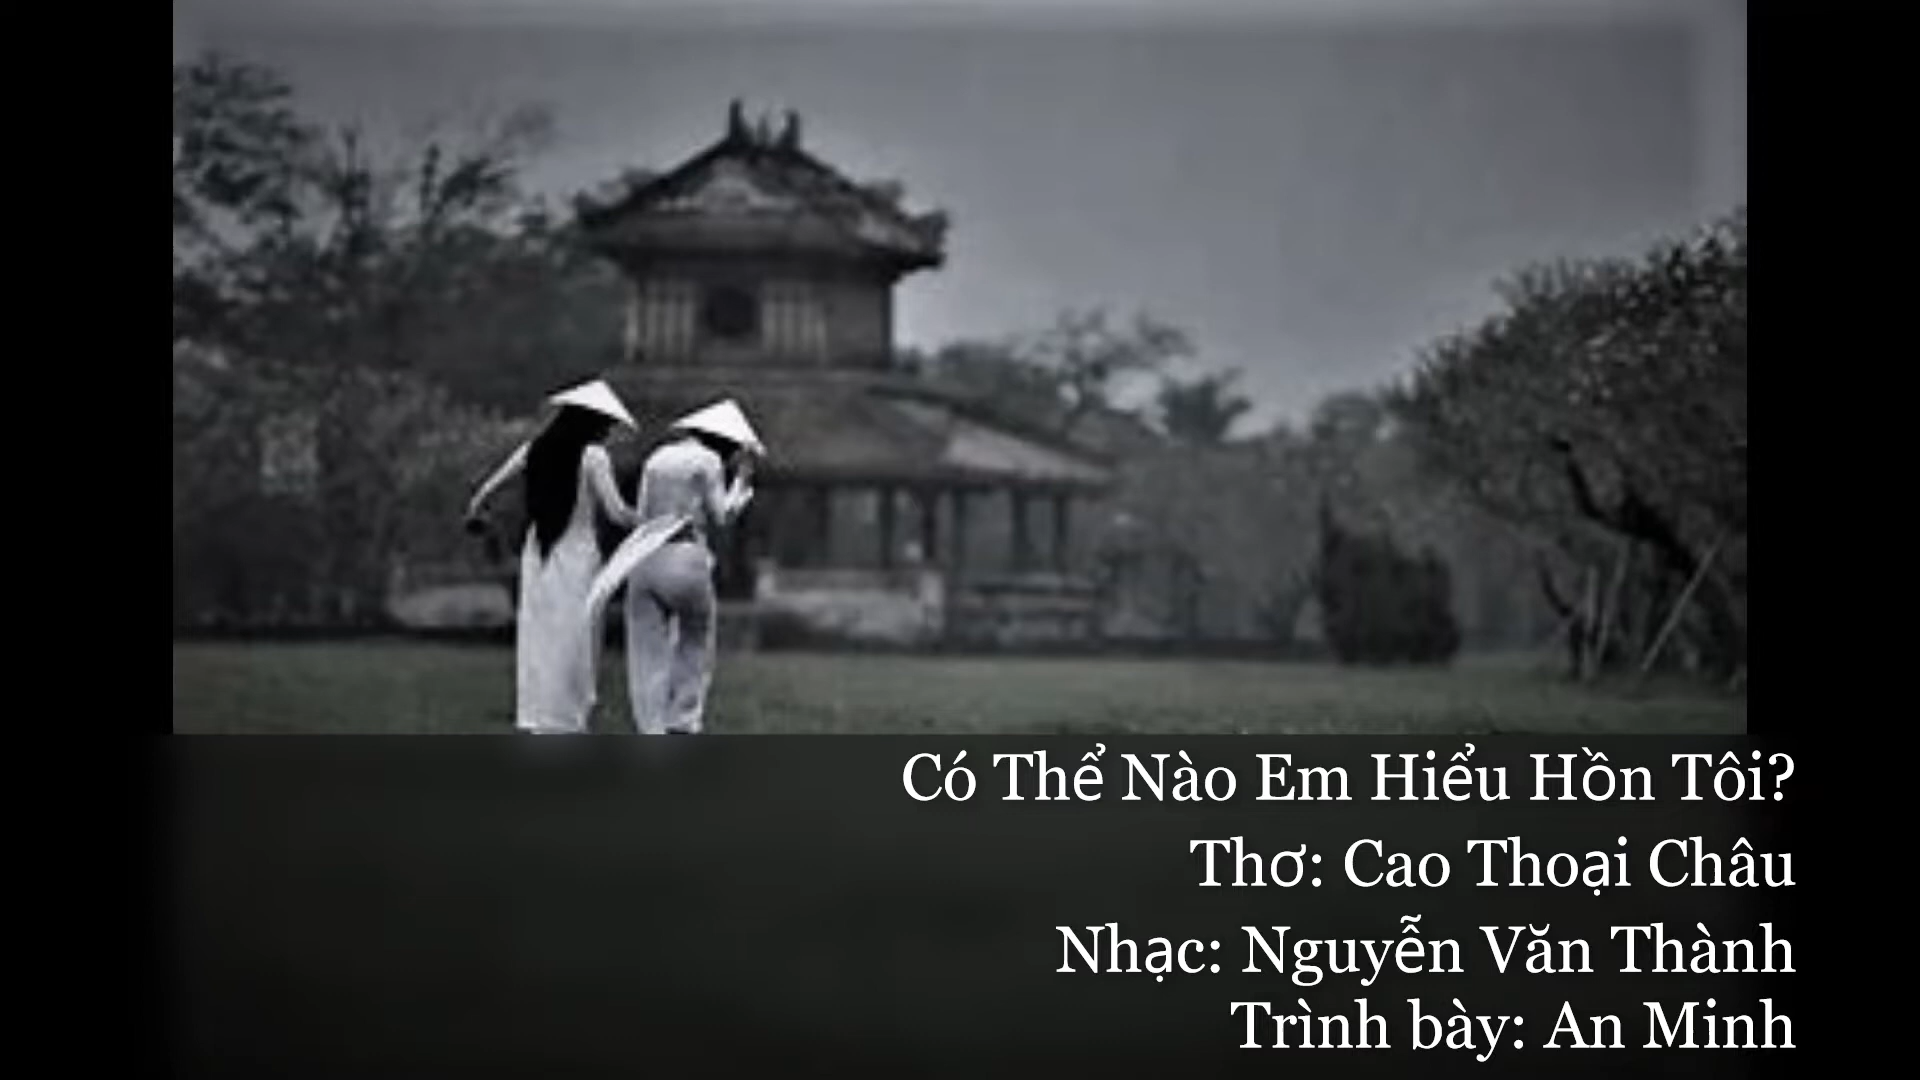 Có Thể Nào Em Hiểu Hồn Tôi?
Thơ: Cao Thoại Châu
Nhạc: Nguyễn Văn Thành
Trình bày: An Minh